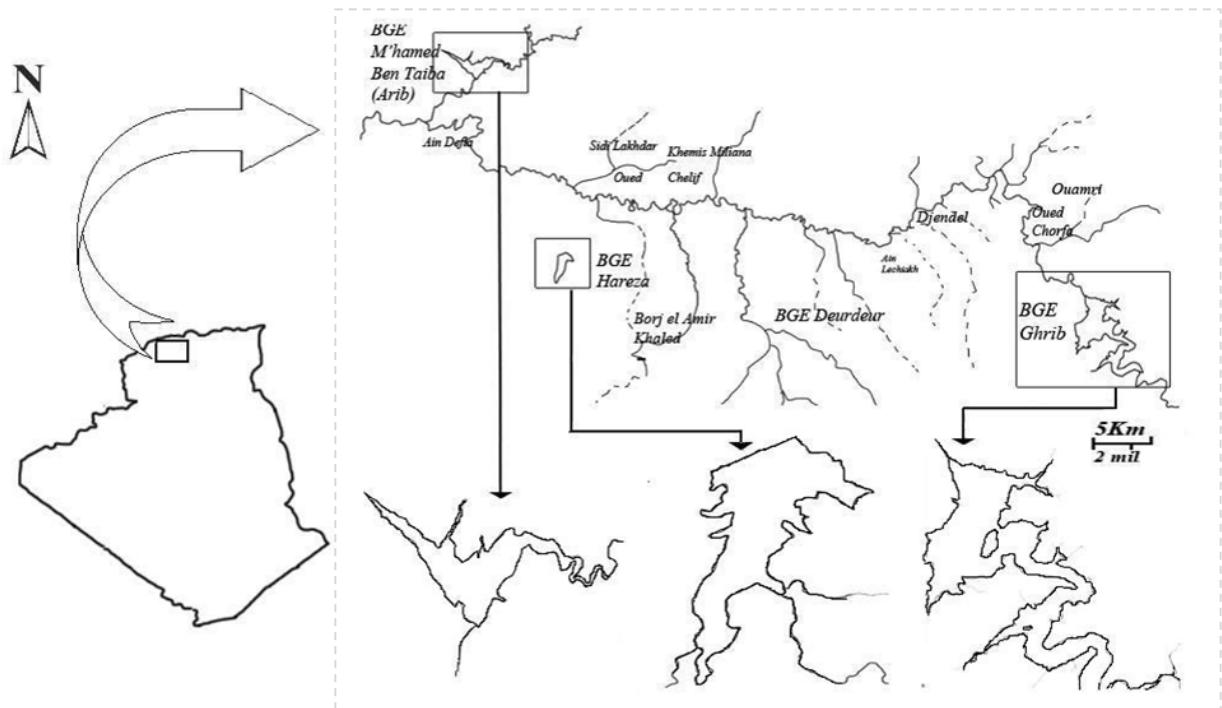 N
BGE
M'hamed
Ben Taiba
(Arib)
Ain Defla
Sidi Lakhdar
Khemis Miliana
Oued Chelif
BGE
Hareza
Borj el Amir
Khaled
BGE Deurdeur
Djendel
Ain
Lechiakh
Ouamri
Oued
Chorfa
BGE
Ghrib
5Km
2 mil